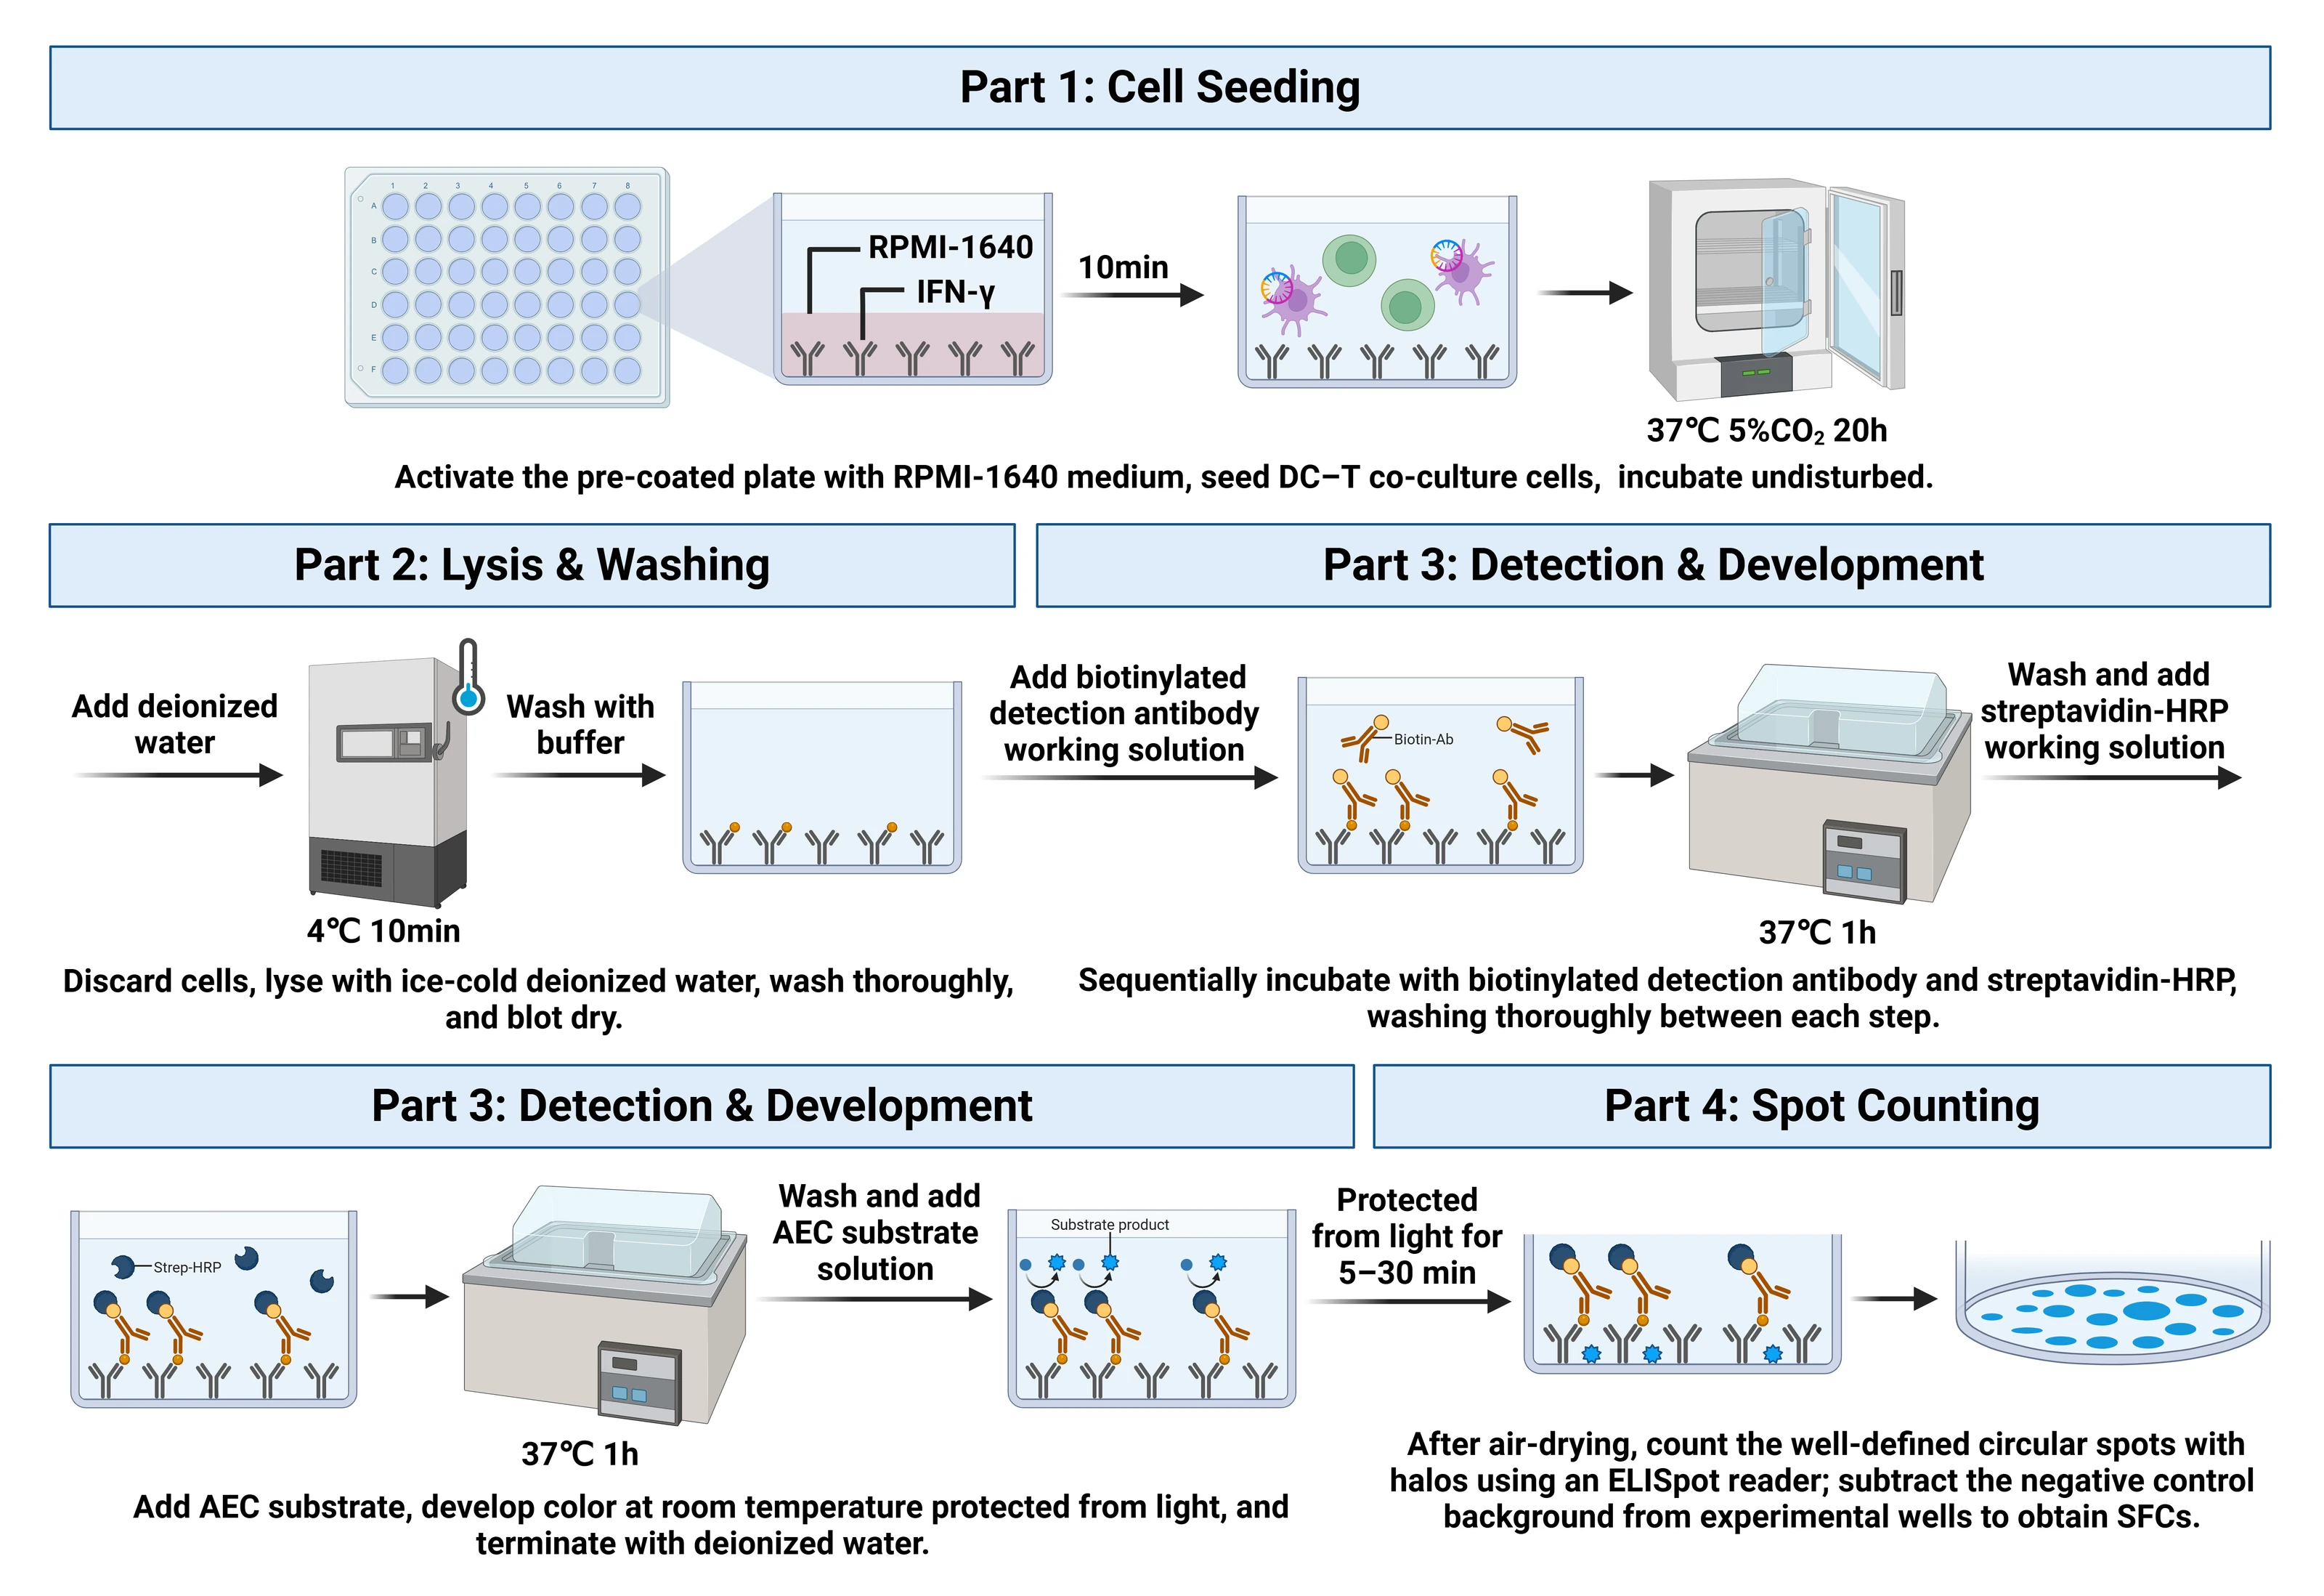 Part 1: Cell Seeding
1 2 3 4 5 6 7 8
A
B
C
D
E
F
RPMI-1640
IFN-γ
10min
37℃ 5%CO₂ 20h
Activate the pre-coated plate with RPMI-1640 medium, seed DC–T co-culture cells, incubate undisturbed.
Part 2: Lysis & Washing
Add deionized
water
4℃ 10min
Wash with
buffer
Discard cells, lyse with ice-cold deionized water, wash thoroughly,
and blot dry.
Part 3: Detection & Development
Add biotinylated
detection antibody
working solution
Biotin-Ab
37℃ 1h
Wash and add
streptavidin-HRP
working solution
Sequentially incubate with biotinylated detection antibody and streptavidin-HRP,
washing thoroughly between each step.
Part 3: Detection & Development
Strep-HRP
37℃ 1h
Wash and add
AEC substrate
solution
Substrate product
Add AEC substrate, develop color at room temperature protected from light, and
terminate with deionized water.
Protected
from light for
5–30 min
Part 4: Spot Counting
After air-drying, count the well-defined circular spots with
halos using an ELISpot reader; subtract the negative control
background from experimental wells to obtain SFCs.